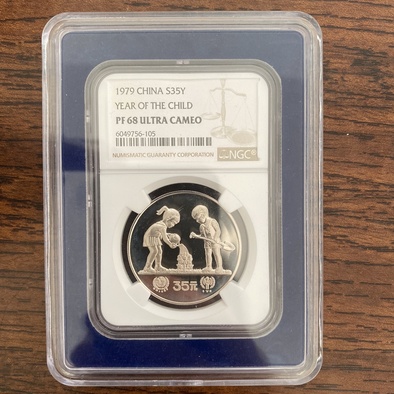 1979 CHINA S35Y
YEAR OF THE CHILD
PF 68 ULTRA CAMEO
6049756-105
NUMISMATIC GUARANTY CORPORATION
NGC®
35元